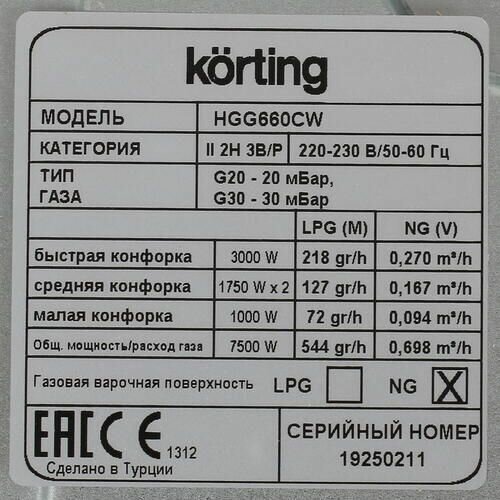 körting
МОДЕЛЬ HGG660CW
КАТЕГОРИЯ II 2H 3B/P 220-230 В/50-60 Гц
ТИП ГАЗА G20 - 20 мБар,
G30 - 30 мБар
LPG (M) NG (V)
быстрая конфорка 3000 W 218 gr/h 0,270 m³/h
средняя конфорка 1750 W x 2 127 gr/h 0,167 m³/h
малая конфорка 1000 W 72 gr/h 0,094 m³/h
Общ. мощность/расход газа 7500 W 544 gr/h 0,698 m³/h
Газовая варочная поверхность LPG NG X
EAC CE 1312
Сделано в Турции
СЕРИЙНЫЙ НОМЕР
19250211